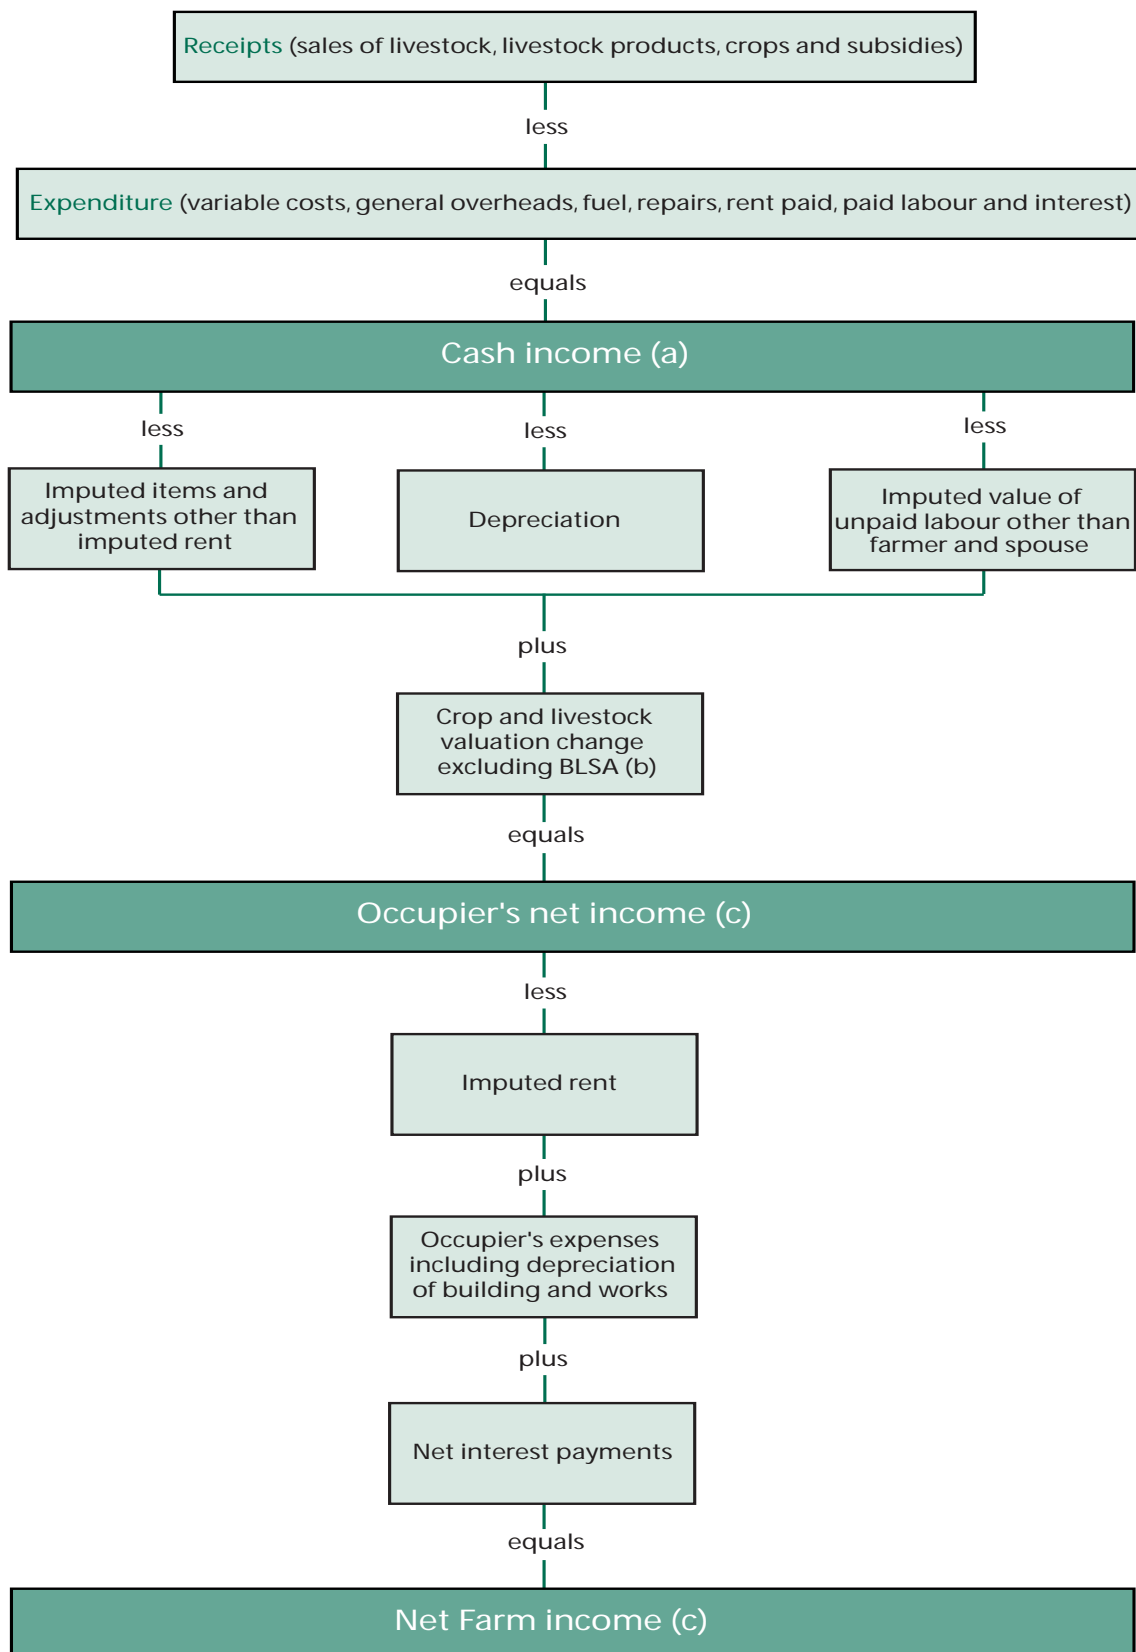 Receipts (sales of livestock, livestock products, crops and subsidies)
less
Expenditure (variable costs, general overheads, fuel, repairs, rent paid, paid labour and interest)
equals
Cash income (a)
less
less
less
Imputed items and
adjustments other than
imputed rent
Depreciation
Imputed value of
unpaid labour other than
farmer and spouse
plus
Crop and livestock
valuation change
excluding BLSA (b)
equals
Occupier's net income (c)
less
Imputed rent
plus
Occupier's expenses
including depreciation
of building and works
plus
Net interest payments
equals
Net Farm income (c)